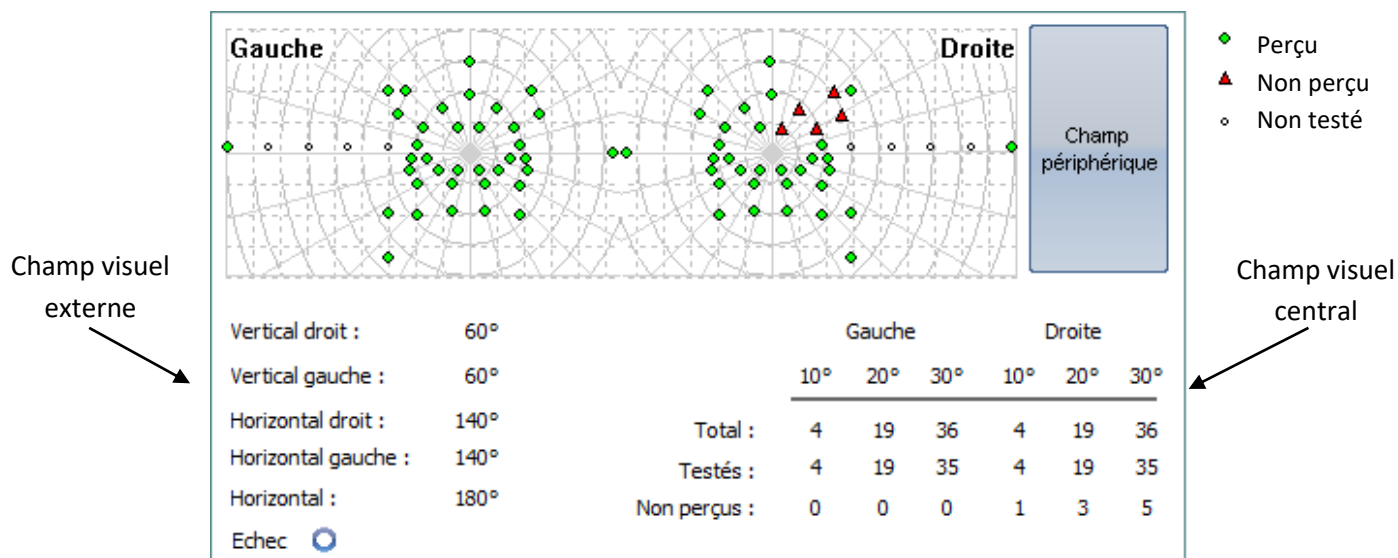 Gauche Droite
Perçu
Non perçu
Non testé
Champ
périphérique
Champ visuel
externe
Champ visuel
central
Vertical droit : 60°
Vertical gauche : 60°
Horizontal droit : 140°
Horizontal gauche : 140°
Horizontal : 180°
Echec
Gauche Droite
10° 20° 30° 10° 20° 30°
Total : 4 19 36 4 19 36
Testés : 4 19 35 4 19 35
Non perçus : 0 0 0 1 3 5